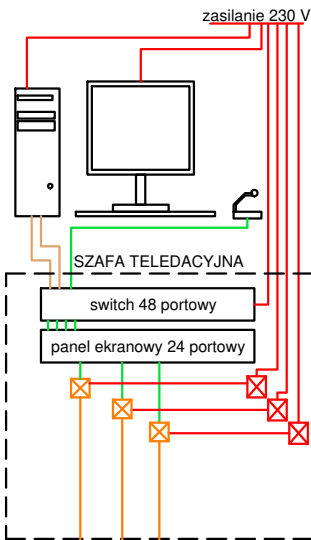 zasilanie 230 V
SZAFA TELEDACYJNA
switch 48 portowy
panel ekranowy 24 portowy